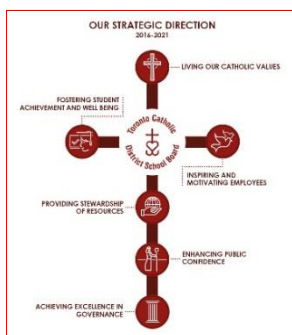 OUR STRATEGIC DIRECTION
2016-2021
LIVING OUR CATHOLIC VALUES
FOSTERING STUDENT
ACHIEVEMENT AND WELL BEING
Toronto Catholic
District School Board
INSPIRING AND
MOTIVATING EMPLOYEES
PROVIDING STEWARDSHIP
OF RESOURCES
ENHANCING PUBLIC
CONFIDENCE
ACHIEVING EXCELLENCE IN
GOVERNANCE